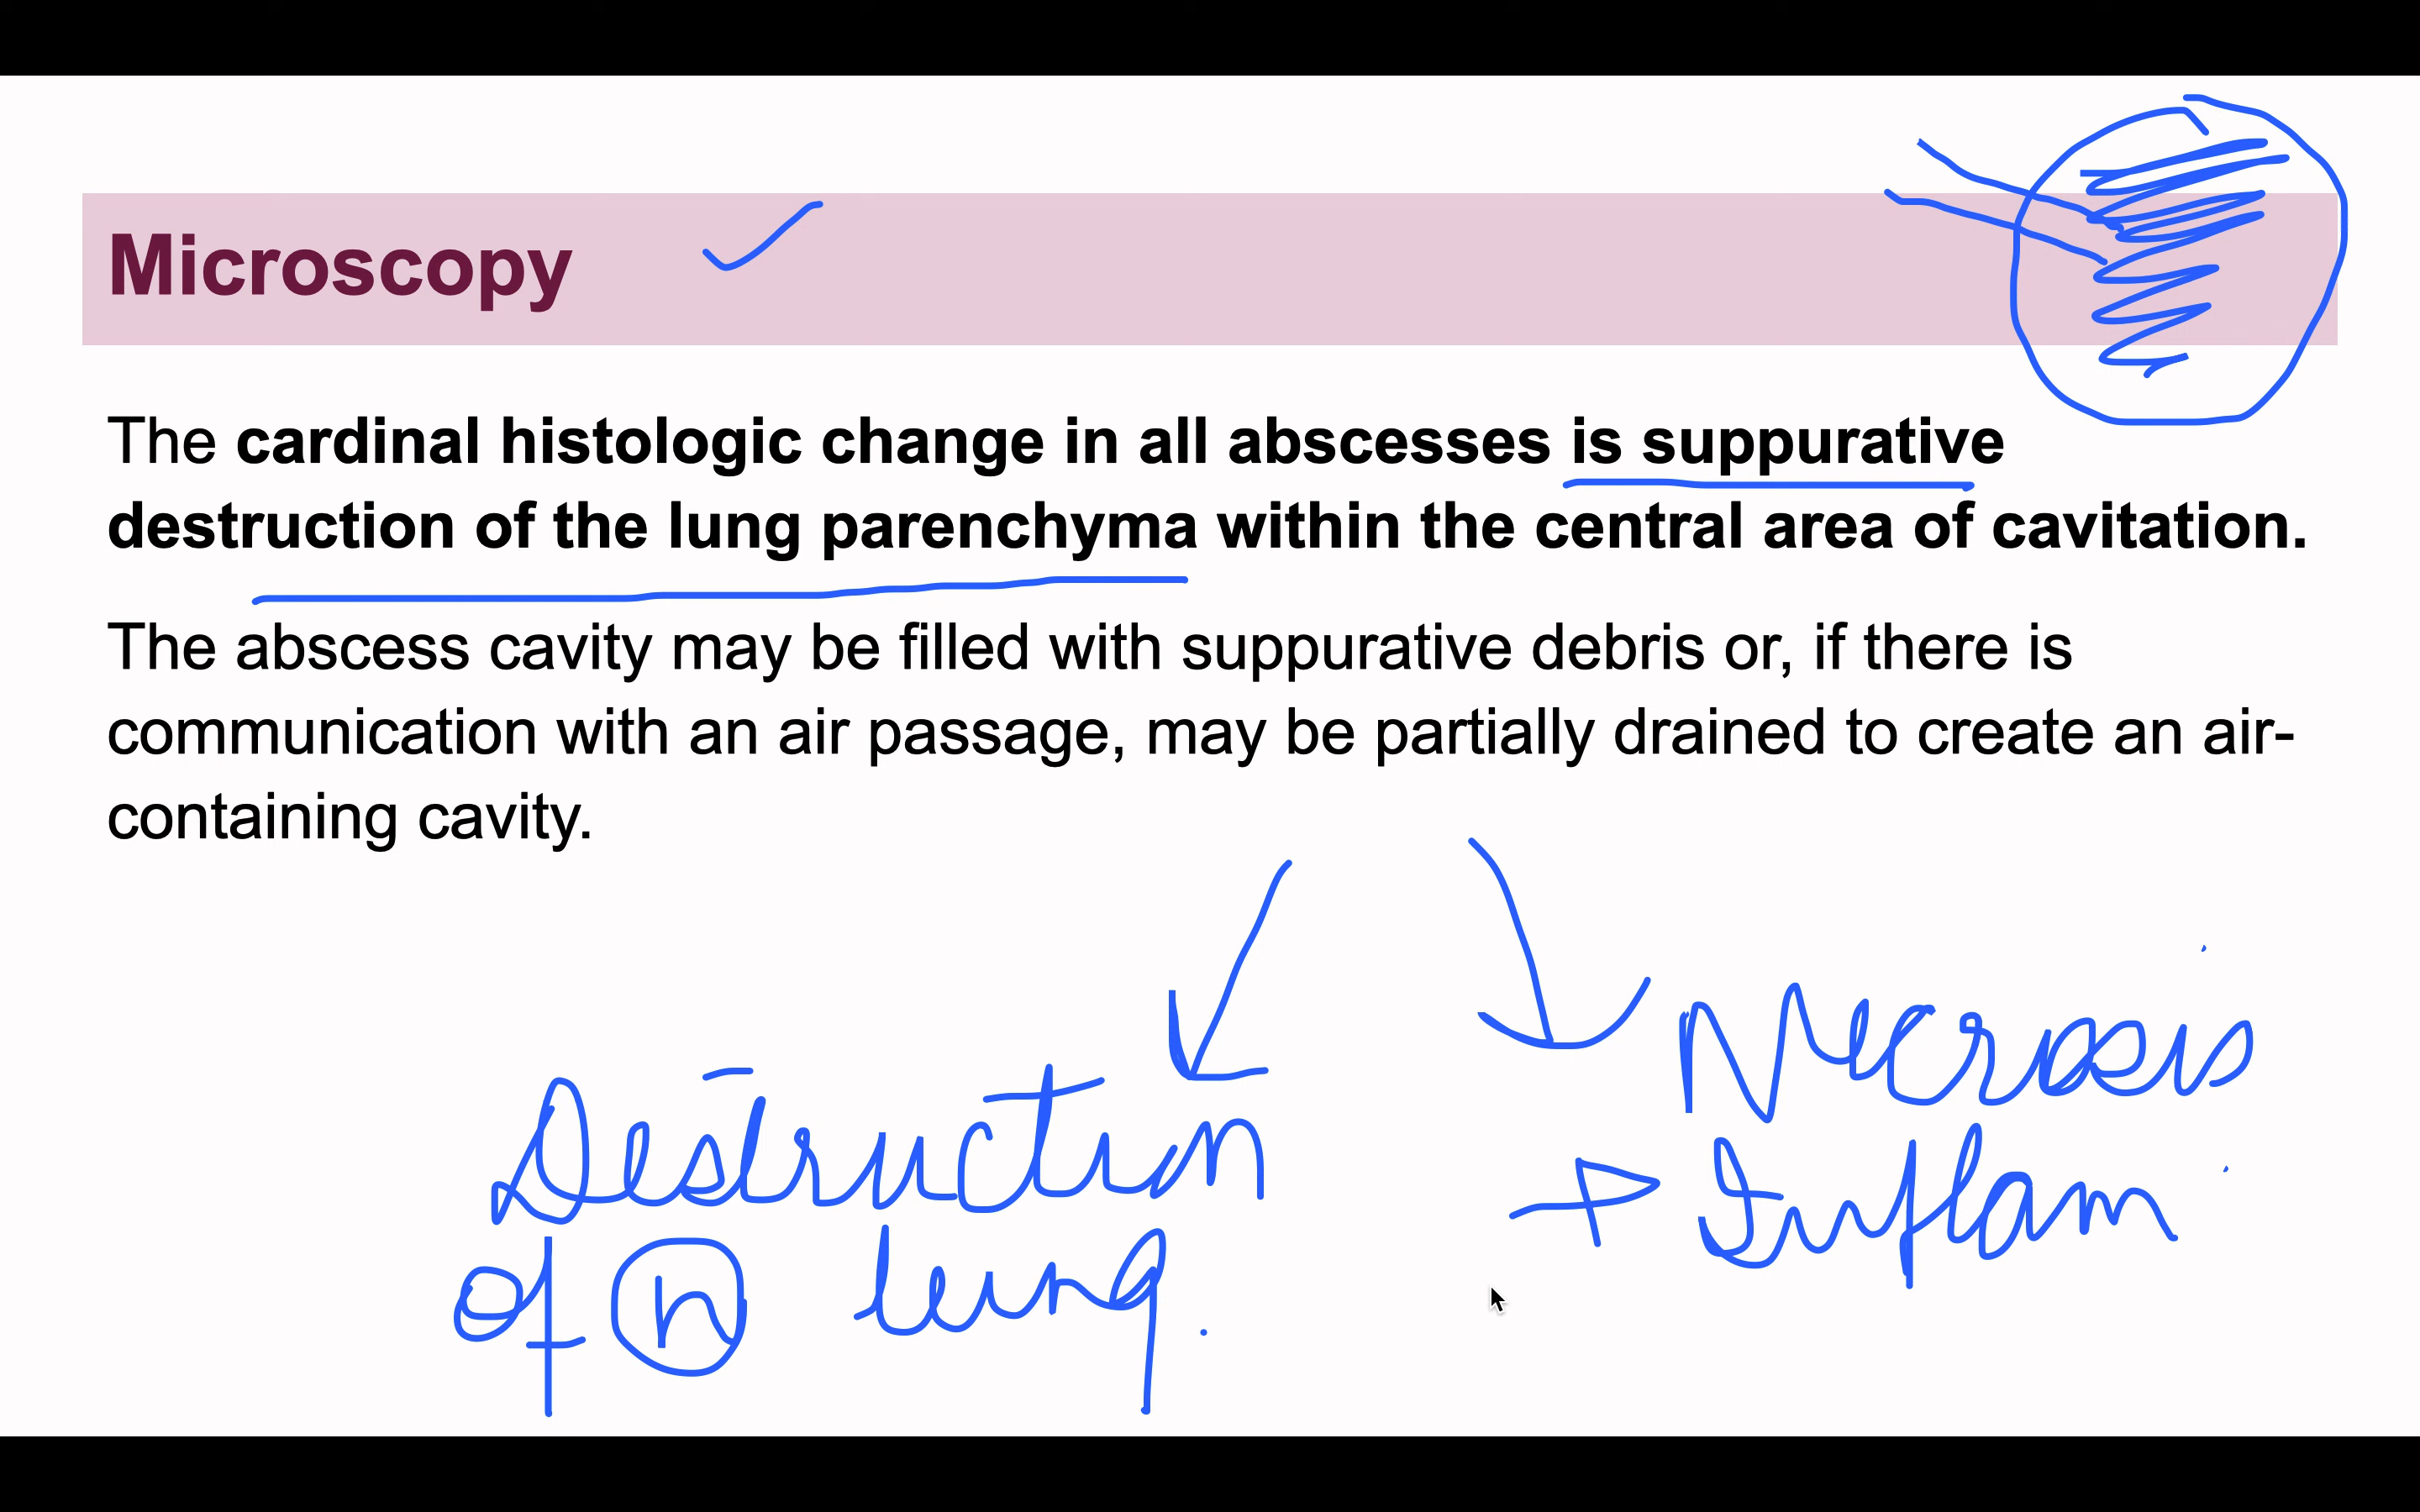 Microscopy
The cardinal histologic change in all abscesses is suppurative
destruction of the lung parenchyma within the central area of cavitation.
The abscess cavity may be filled with suppurative debris or, if there is
communication with an air passage, may be partially drained to create an air-
containing cavity.
Destruction
of n lung.
Necrosis
+ Inflam